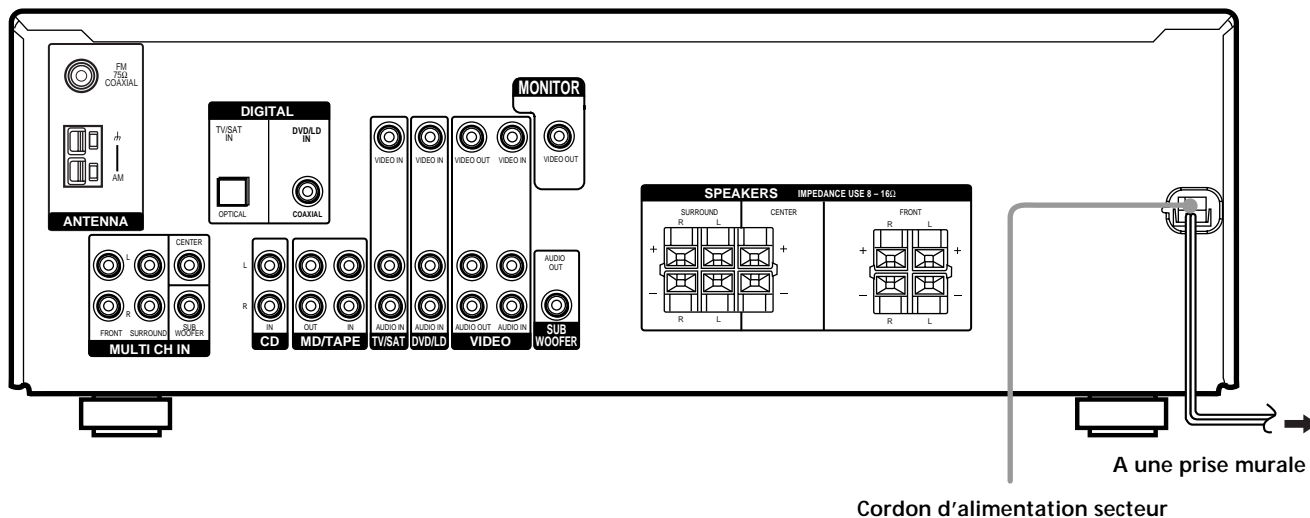 FM
75Ω
COAXIAL
AM
ANTENNA
DIGITAL
TV/SAT
IN
OPTICAL
DVD/LD
IN
COAXIAL
MONITOR
VIDEO IN
VIDEO IN
VIDEO OUT
VIDEO IN
VIDEO OUT
CENTER
L
R
FRONT
SURROUND
SUB
WOOFER
MULTI CH IN
L
R
IN
CD
OUT
IN
MD/TAPE
AUDIO IN
TV/SAT
AUDIO IN
DVD/LD
AUDIO OUT
AUDIO IN
VIDEO
AUDIO
OUT
SUB
WOOFER
SPEAKERS IMPEDANCE USE 8 – 16Ω
SURROUND
R L
CENTER
FRONT
R L
+ +
– –
R L
+ +
– –
R L
A une prise murale
Cordon d’alimentation secteur